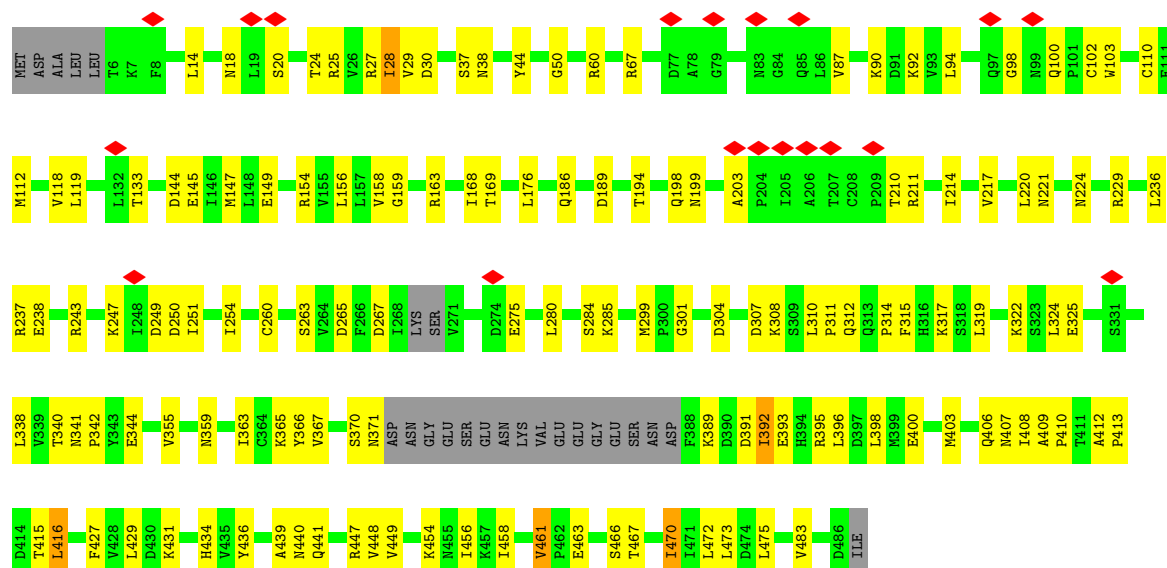 MET ASP ALA LEU LEU T6 K7 F8 L14 N18 L19 S20 T24 R25 V26 R27 I28 V29 D30 S37 N38 Y44 G50 R60 R67 D77 A78 G79 N83 G84 Q85 L86 V87 K90 D91 K92 V93 L94 Q97 G98 N99 Q100 P101 C102 W103 C110 E111
M112 V118 L119 L132 T133 D144 E145 I146 M147 L148 E149 R154 V155 L156 L157 V158 G159 R163 I168 T169 L176 Q186 D189 T194 Q198 N199 A203 P204 I205 A206 T207 C208 P209 T210 R211 I214 V217 L220 N221 N224 R229 L236
R237 E238 R243 K247 I248 D249 D250 I251 I254 C260 S263 V264 D265 F266 D267 I268 LYS SER V271 D274 E275 L280 S284 K285 M299 P300 G301 D304 D307 K308 S309 L310 P311 Q312 Q313 P314 F315 H316 K317 S318 L319 K322 S323 L324 E325 S331
L338 V339 T340 N341 P342 Y343 E344 V355 N359 I363 C364 K365 Y366 V367 S370 N371 ASP ASN GLY GLU SER GLU ASN LYS VAL GLU GLU GLY GLU SER ASN ASP F388 K389 D390 D391 I392 E393 H394 R395 L396 D397 L398 M399 E400 M403 Q406 N407 I408 A409 P410 T411 A412 P413
D414 T415 L416 F427 V428 L429 D430 K431 H434 V435 Y436 A439 N440 Q441 R447 V448 V449 K454 N455 I456 K457 I458 V461 P462 E463 S466 T467 I470 I471 L472 L473 D474 L475 V483 D486 ILE